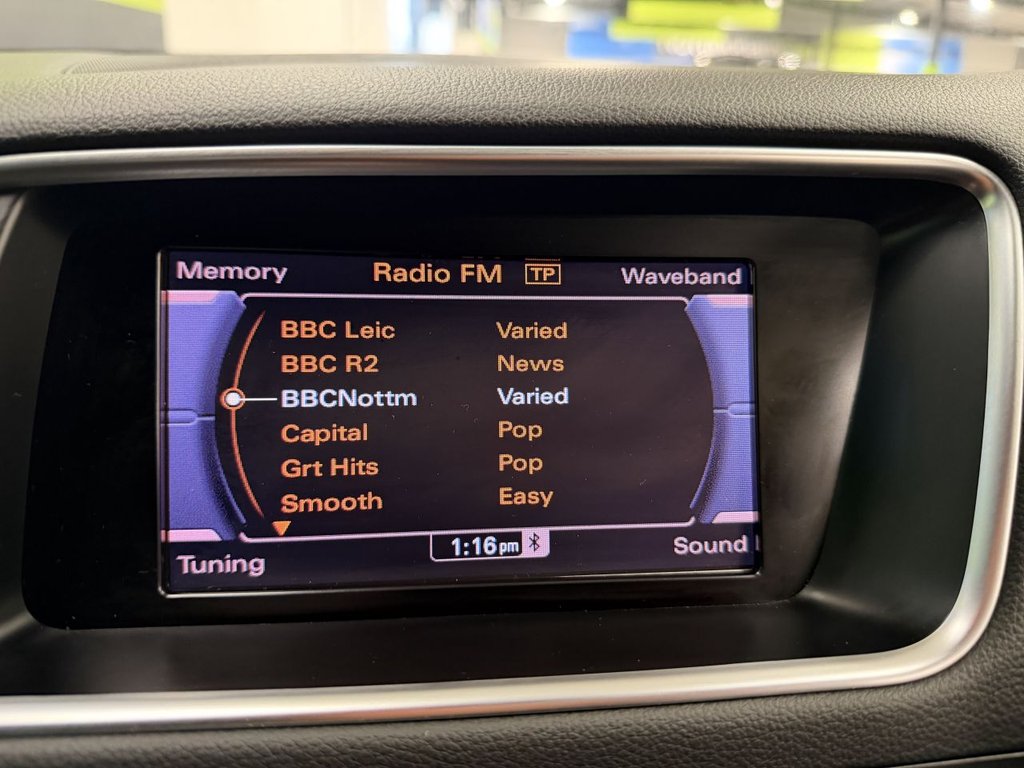 Memory Radio FM TP Waveband
BBC Leic Varied
BBC R2 News
BBCNottm Varied
Capital Pop
Grt Hits Pop
Smooth Easy
Tuning 1:16pm Sound